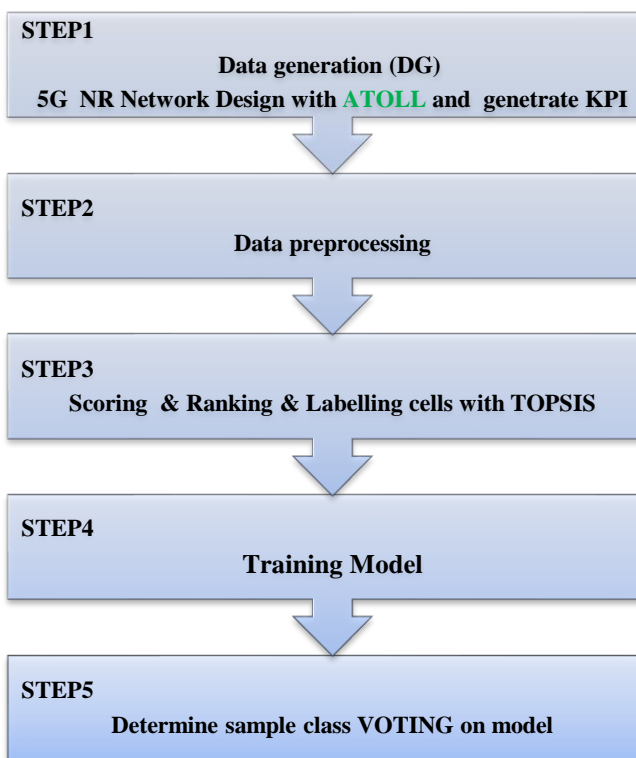 STEP1
Data generation (DG)
5G NR Network Design with ATOLL and genetrate KPI
STEP2
Data preprocessing
STEP3
Scoring & Ranking & Labelling cells with TOPSIS
STEP4
Training Model
STEP5
Determine sample class VOTING on model